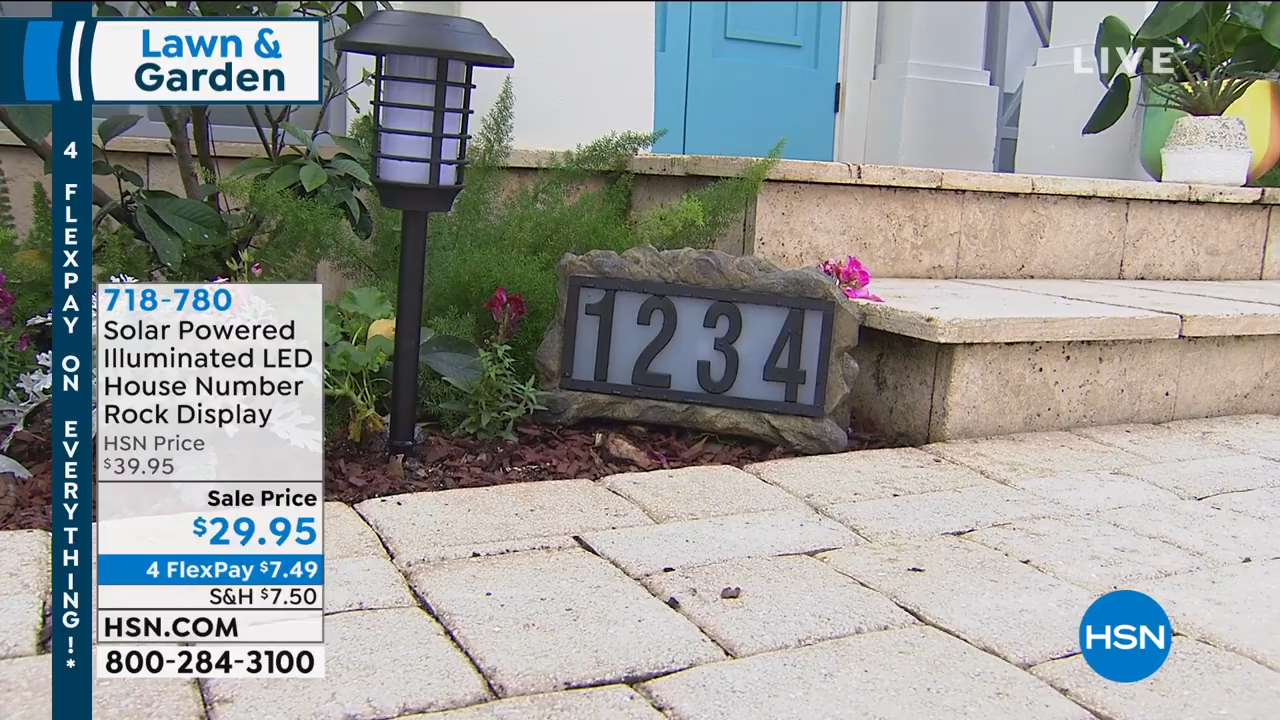 Lawn &
Garden
LIVE
4 FLEXPAY ON EVERYTHING!*
718-780
Solar Powered
Illuminated LED
House Number
Rock Display
HSN Price
$39.95
Sale Price
$29.95
4 FlexPay $7.49
S&H $7.50
HSN.COM
800-284-3100
1234
HSN